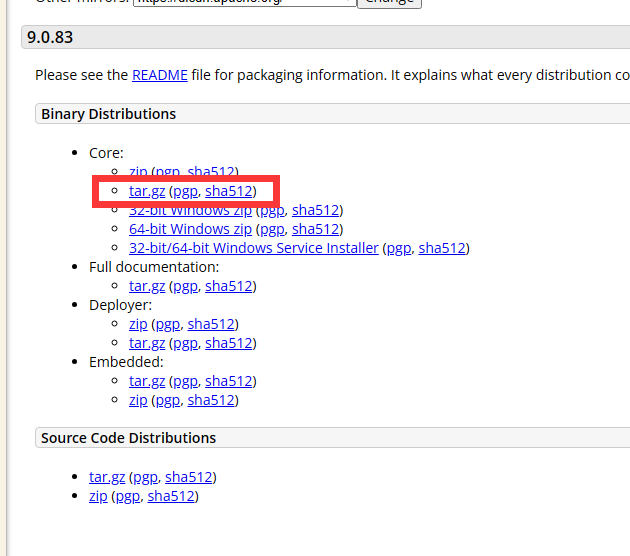 Other mirrors: https://dlcdn.apache.org/ Change
9.0.83
Please see the README file for packaging information. It explains what every distribution co
Binary Distributions
Core:
zip (pgp, sha512)
tar.gz (pgp, sha512)
32-bit Windows zip (pgp, sha512)
64-bit Windows zip (pgp, sha512)
32-bit/64-bit Windows Service Installer (pgp, sha512)
Full documentation:
tar.gz (pgp, sha512)
Deployer:
zip (pgp, sha512)
tar.gz (pgp, sha512)
Embedded:
tar.gz (pgp, sha512)
zip (pgp, sha512)
Source Code Distributions
tar.gz (pgp, sha512)
zip (pgp, sha512)